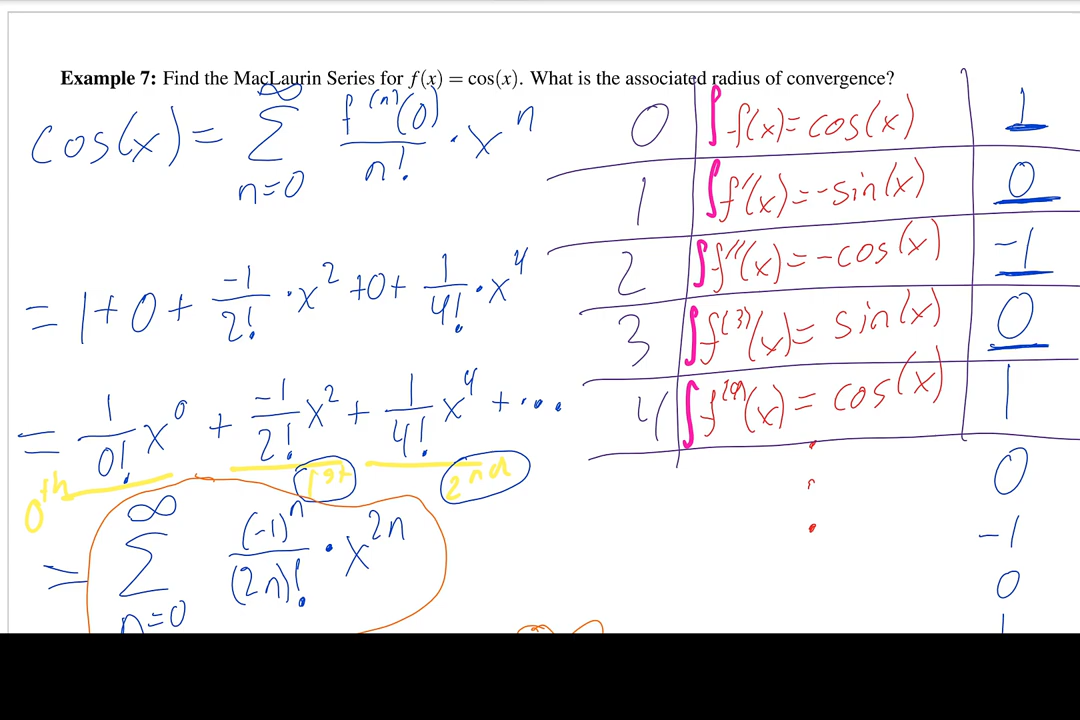 Example 7: Find the MacLaurin Series for f(x) = cos(x). What is the associated radius of convergence?
cos(x) = ∞ Σ n=0 f^(n)(0) / n! · x^n
= 1 + 0 + -1/2! · x^2 + 0 + 1/4! · x^4
= 1/0! x^0 + -1/2! x^2 + 1/4! x^4 + ...
0th 1st 2nd
= ∞ Σ n=0 (-1)^n / (2n)! · x^2n
0 ∫ f(x) = cos(x) 1
1 ∫ f'(x) = -sin(x) 0
2 ∫ f''(x) = -cos(x) -1
3 ∫ f^(3)(x) = sin(x) 0
4 ∫ f^(4)(x) = cos(x) 1
0
-1
0